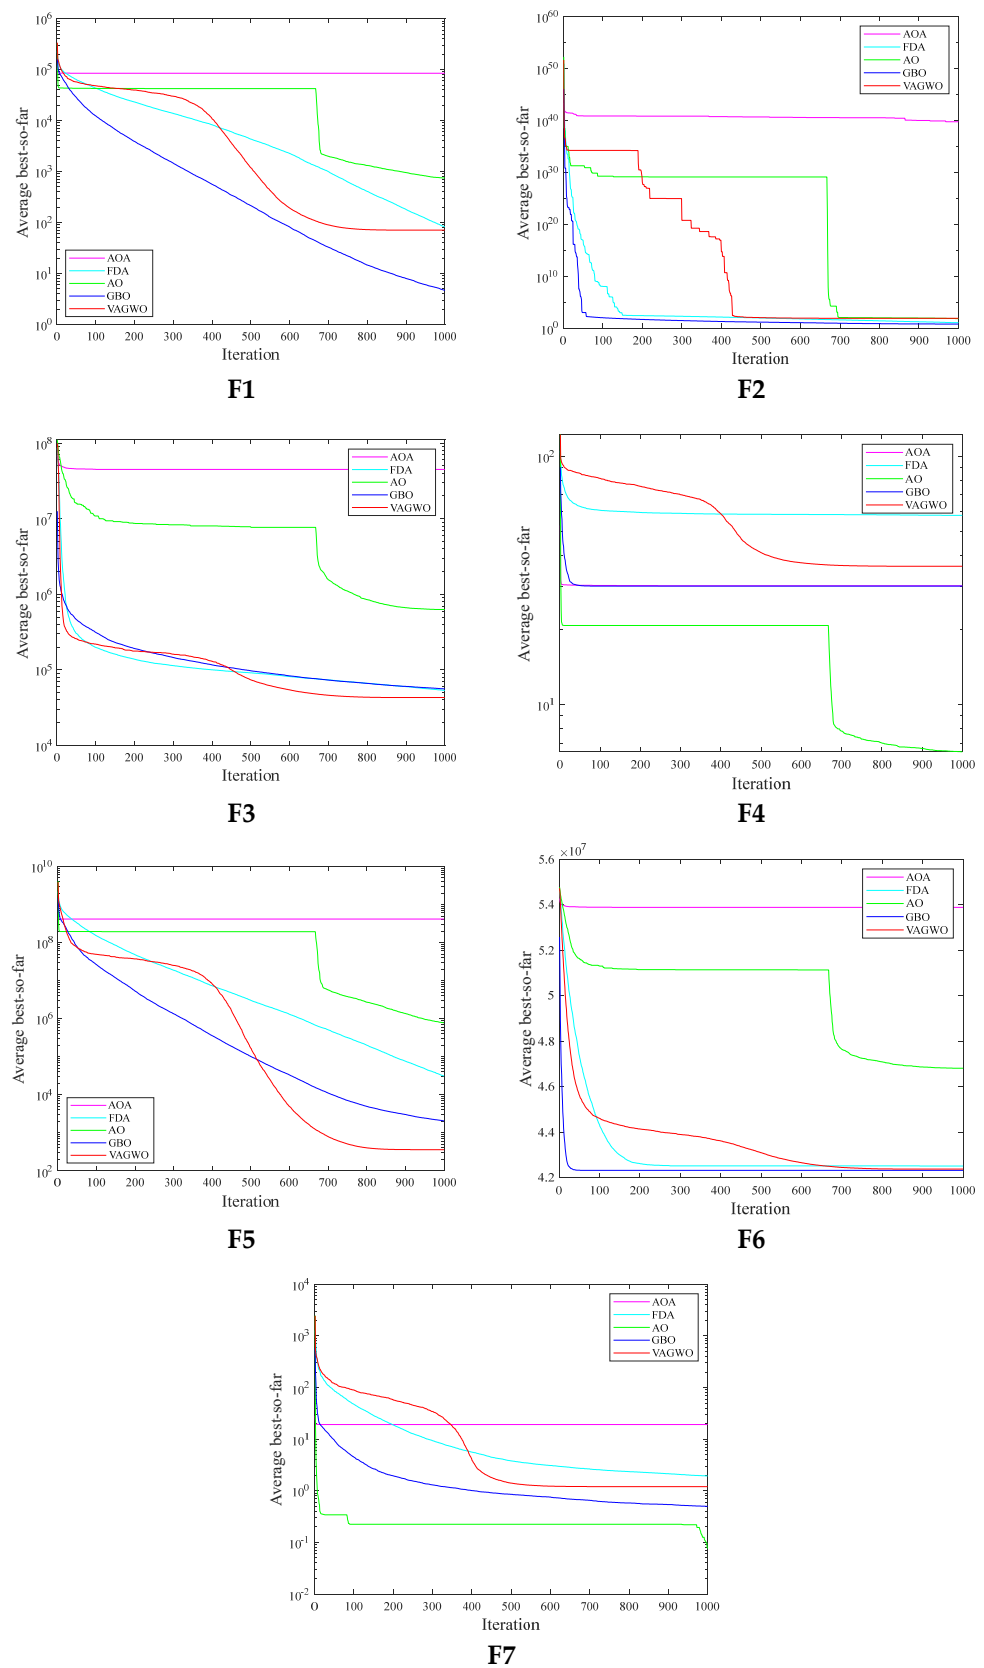 10^6
10^5
10^4
10^3
10^2
10^1
10^0
Average best-so-far
AOA
FDA
AO
GBO
VAGWO
0 100 200 300 400 500 600 700 800 900 1000
Iteration
F1
10^60
10^50
10^40
10^30
10^20
10^10
10^0
Average best-so-far
AOA
FDA
AO
GBO
VAGWO
0 100 200 300 400 500 600 700 800 900 1000
Iteration
F2
10^8
10^7
10^6
10^5
10^4
Average best-so-far
AOA
FDA
AO
GBO
VAGWO
0 100 200 300 400 500 600 700 800 900 1000
Iteration
F3
10^2
10^1
Average best-so-far
AOA
FDA
AO
GBO
VAGWO
0 100 200 300 400 500 600 700 800 900 1000
Iteration
F4
10^10
10^8
10^6
10^4
10^2
Average best-so-far
AOA
FDA
AO
GBO
VAGWO
0 100 200 300 400 500 600 700 800 900 1000
Iteration
F5
×10^7
5.6
5.4
5.2
5
4.8
4.6
4.4
4.2
Average best-so-far
AOA
FDA
AO
GBO
VAGWO
0 100 200 300 400 500 600 700 800 900 1000
Iteration
F6
10^4
10^3
10^2
10^1
10^0
10^-1
10^-2
Average best-so-far
AOA
FDA
AO
GBO
VAGWO
O 100 200 300 400 500 600 700 800 900 1000
Iteration
F7